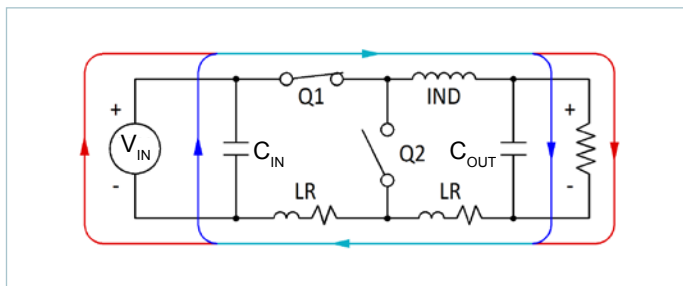 Q1
IND
+
+
V_IN
C_IN
Q2
C_OUT
-
LR
LR
-